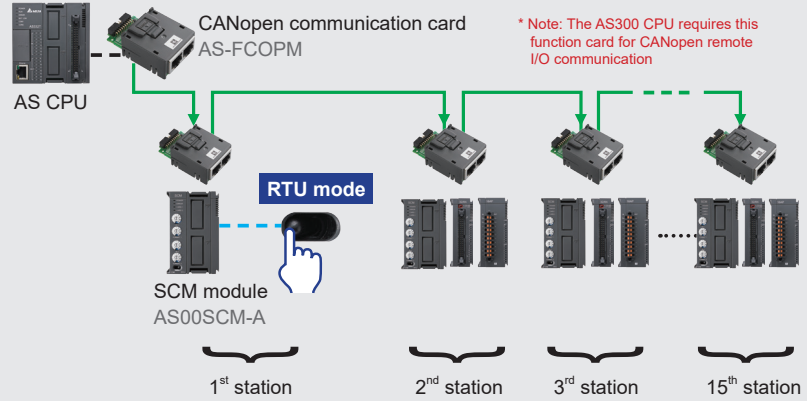 CANopen communication card
AS-FCOPM
* Note: The AS300 CPU requires this
function card for CANopen remote
I/O communication
AS CPU
RTU mode
SCM module
AS00SCM-A
1st station
2nd station
3rd station
15th station